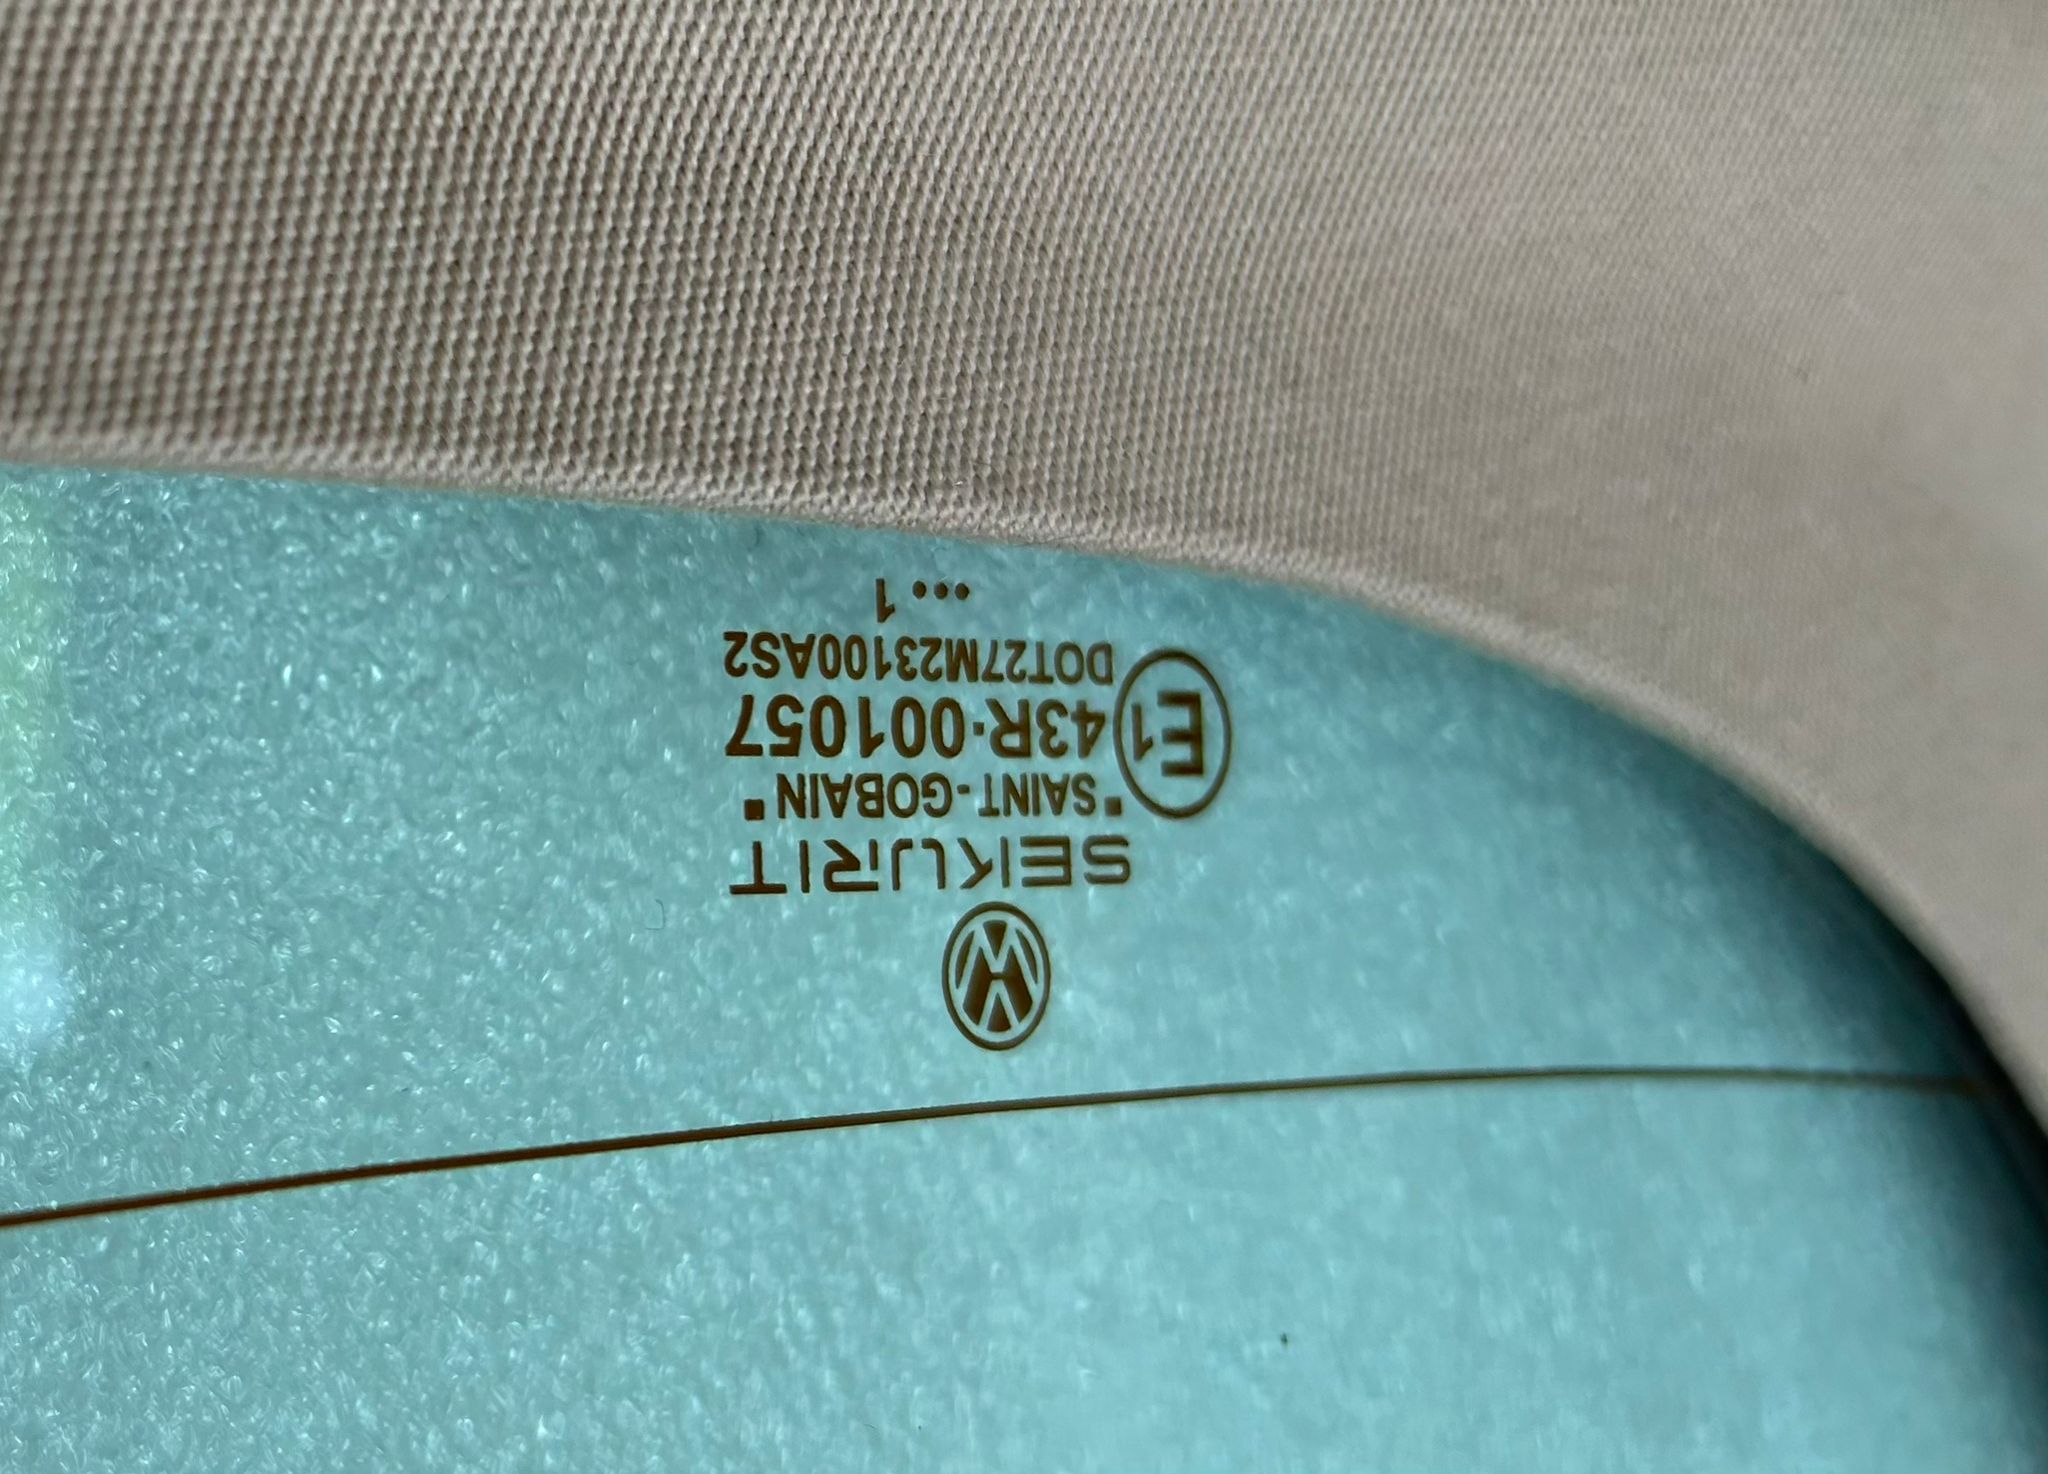 SEKURIT
"SAINT-GOBAIN"
E1 43R-001057
DOT27M23100AS2
... 1